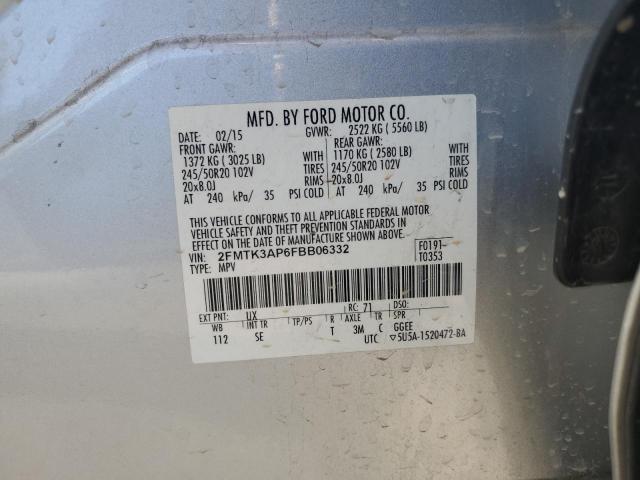 MFD. BY FORD MOTOR CO.
DATE: 02/15 GVWR: 2522 KG ( 5560 LB)
FRONT GAWR: REAR GAWR:
1372 KG ( 3025 LB) 1170 KG ( 2580 LB)
245/50R20 102V TIRES 245/50R20 102V TIRES
20x8.0J RIMS 20x8.0J RIMS
AT 240 kPa/ 35 PSI COLD AT 240 kPa/ 35 PSI COLD
THIS VEHICLE CONFORMS TO ALL APPLICABLE FEDERAL MOTOR
VEHICLE SAFETY AND THEFT PREVENTION STANDARDS IN
EFFECT ON THE DATE OF MANUFACTURE SHOWN ABOVE.
VIN: 2FMTK3AP6FBB06332 F0191-
TYPE: MPV T0353
EXT PNT: UX RC: 71 DSO:
WB INT TR TP/PS R AXLE TR SPR
112 SE T 3M C GGEE
UTC ▽5U5A-1520472-BA